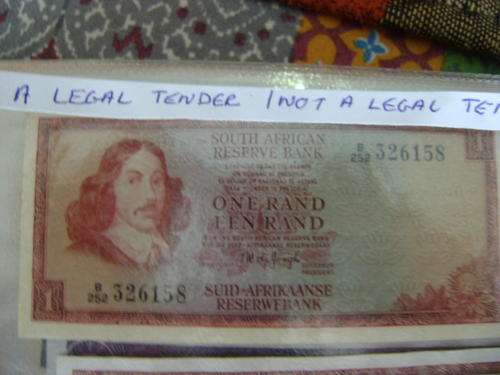 A LEGAL TENDER / NOT A LEGAL TE
SOUTH AFRICAN
RESERVE BANK
B/252 326158
ONE RAND
EEN RAND
B/252 326158
SUID-AFRIKAANSE
RESERWEBANK
1